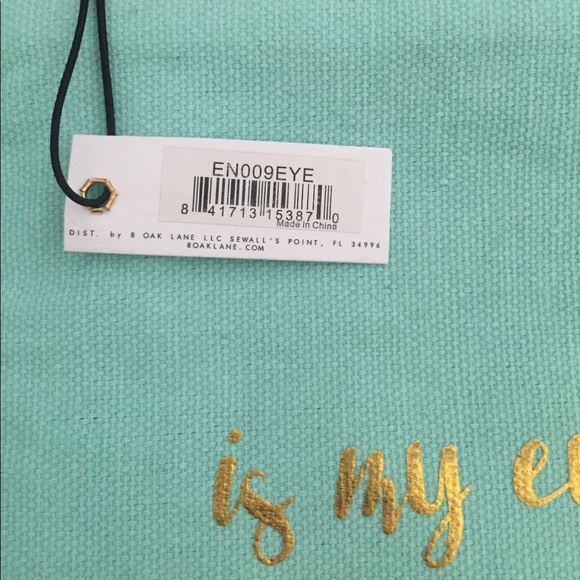 EN009EYE
8 41713 15387 0
Made in China
DIST. by 8 OAK LANE LLC SEWALL'S POINT, FL 34996
8OAKLANE.COM
is my